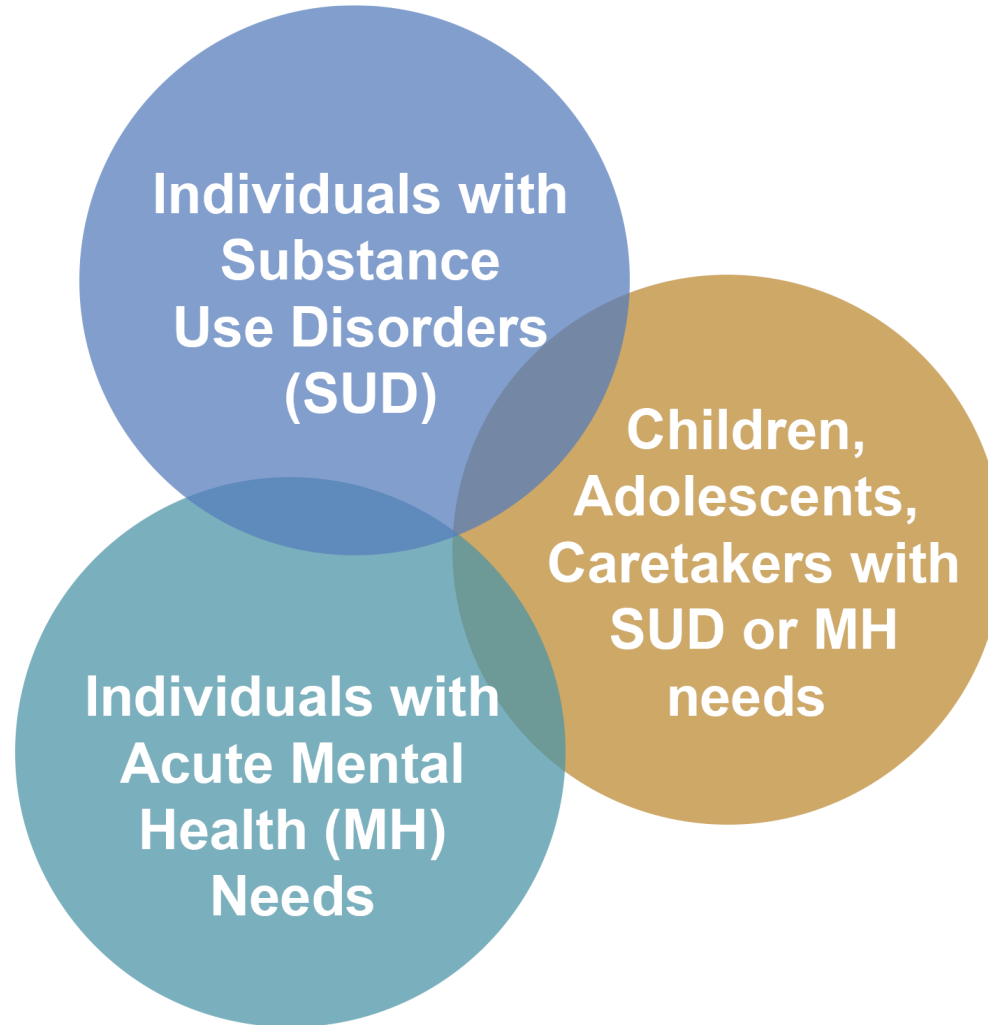 Individuals with
Substance
Use Disorders
(SUD)
Children,
Adolescents,
Caretakers with
SUD or MH
needs
Individuals with
Acute Mental
Health (MH)
Needs